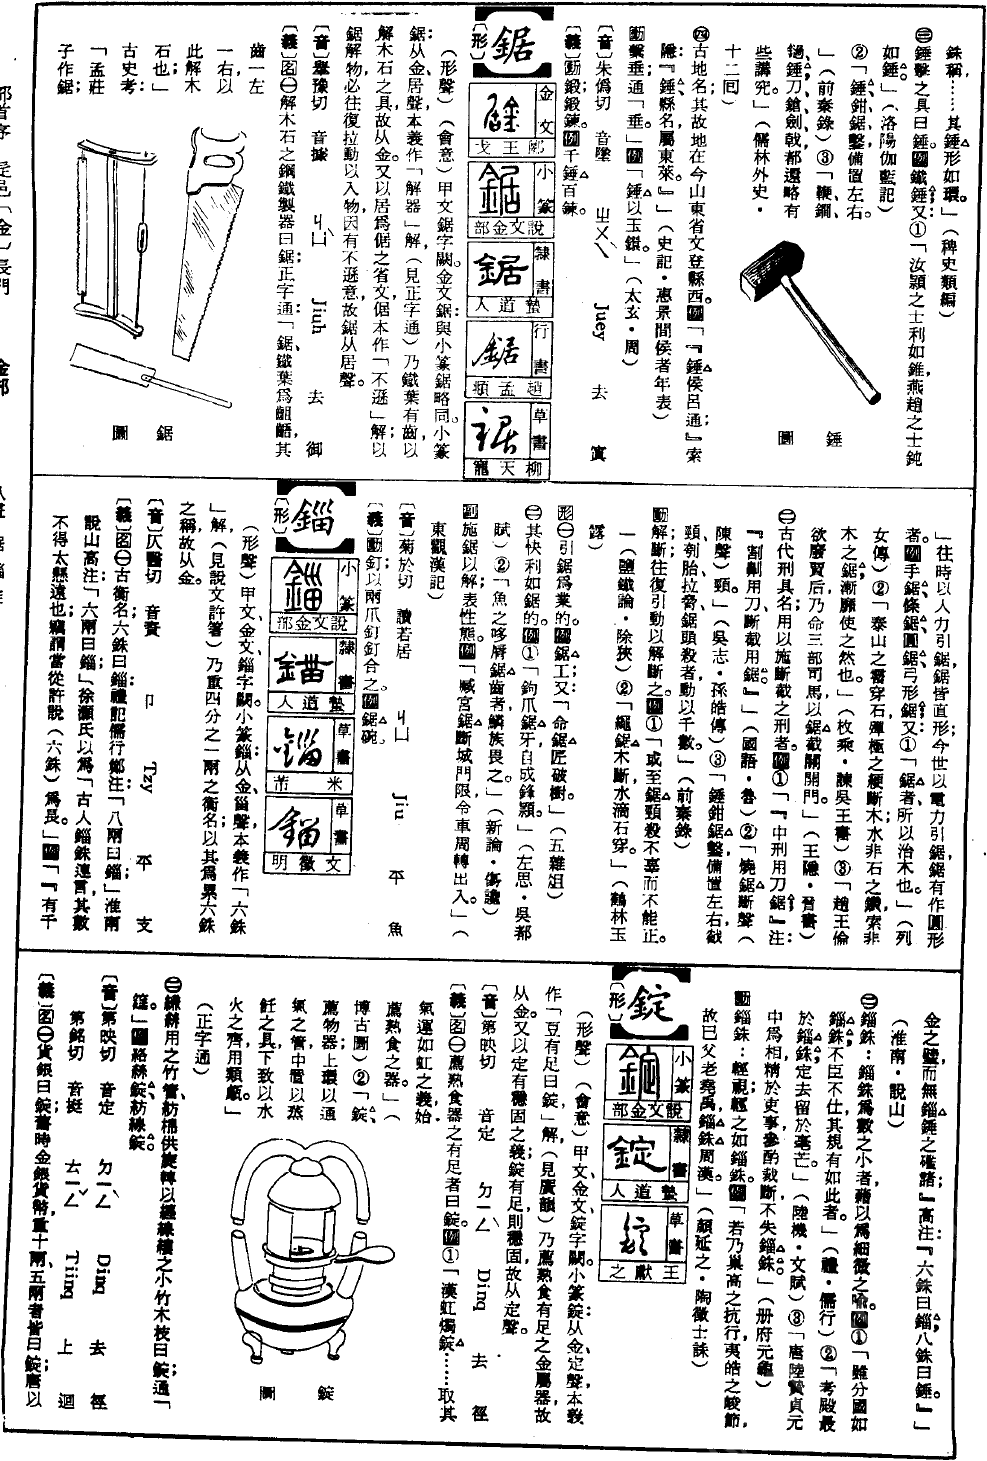 銖稱，……其錘形如環。」（稗史類編）
㊂錘擊之具曰錘。例鐵錘又：①「汝潁之士利如錐，燕趙之士鈍
如錘。」（洛陽伽藍記）
②「錘鉗鋸鑿備置左右。
」（前秦錄）③「鞭鐧、
錘、刀鎗、劍戟都還略有
些講究。」（儒林外史·
十二回）
錘　圖
㊃古地名其故地在今山東省文登縣西。例「『錘侯呂通』索
隱：『錘縣名屬東萊。』」（史記·惠景間侯者年表）
動繫垂；通「垂」。例「錘以玉鐶。」（太玄·周）
〔音〕朱僞切　音墜　ㄓㄨㄟˋ　Juey　去　寘
〔義〕動鍛；鍛鍊。例千錘百鍊。
〔形〕鋸
金文　郾王戈
小篆　說文金部
隸書　塹道人
行書　趙孟頫
草書　柳天寵
（形聲）（會意）甲文鋸字闕。金文鋸：與小篆鋸略同。小篆
鋸：从金，居聲，本義作「解器」解，（見正字通）乃鐵葉有齒以
解木石之具，故从金。又以居爲倨之省文，倨本作「不遜」解；以
鋸解物必往復拉動以入物，因有不遜意，故鋸从居聲。
〔音〕舉豫切　音據　ㄐㄩˋ　Jiuh　去　御
〔義〕名㊀解木石之鋼鐵製器曰鋸；正字通：「鋸，鐵葉爲齟齬，其
齒一左
一右，以
此解木
石也。」
古史考：
「孟莊
子作鋸；
鋸　圖
」往時以人力引鋸，鋸皆直形；今世以電力引鋸，鋸有作圓形
者。例手鋸、條鋸、圓鋸、弓形鋸又：①「鋸者，所以治木也。」（列
女傳）②「泰山之霤穿石，殫極之綆斷木；水非石之鑽，索非
木之鋸，漸靡使之然也。」（枚乘·諫吳王書）③「趙王倫
欲廢賈后，乃命三部司馬以鋸截關開門。」（王隱·晉書）
㊁古代刑具名，用以施斷截之刑者。例①「『中刑用刀鋸。』注：
『割劓用刀，斷截用鋸。』」（國語·魯）②「燒鋸斷聲（
陳聲）頸。」（吳志·孫皓傳）③「錘鉗鋸鑿備置左右，截
頸刳胎，拉脅鋸頭，殺者動以千數。」（前秦錄）
動解斷；往復引動以解斷之。例①「或至鋸頸殺不辜而不能正。
」（鹽鐵論·除狹）②「繩鋸木斷，水滴石穿。」（鶴林玉
露）
形㊀引鋸爲業的。例鋸工又：「命鋸匠破樹。」（五雜俎）
㊁其快利如鋸的。例①「鉤爪鋸牙，自成鋒穎。」（左思·吳都
賦）②「魚之哆脣鋸齒者，鱗族畏之。」（新論·傷讒）
副施鋸以解，表性態。例「臧宮鋸斷城門限，令車周轉出入。」（
東觀漢記）
〔音〕菊於切　讀若居　ㄐㄩ　Jiu　平　魚
〔義〕動釘；以兩爪釘釘合之。例鋸碗。
〔形〕錙
小篆　說文金部
隸書　塹道人
草書　米芾
草書　文徵明
（形聲）甲文、金文、錙字闕。小篆錙：从金，甾聲，本義作「六銖
」解，（見說文許箸）乃重四分之一兩之衡名，以其爲累六銖
之稱，故从金。
〔音〕仄醫切　音菑　ㄗ　Tzy　平　支
〔義〕名㊀古衡名，六銖曰錙；禮記儒行鄭注：「八兩曰錙」淮南
說山高注：「六兩曰錙」；徐灝氏以爲「古人錙銖連言，其數
不得太懸遠也，竊謂當從許說（六銖）爲長。」例「『有千
金之璧，而無錙錘之礛諸。』高注：『六銖曰錙，八銖曰錘。』」
（淮南·說山）
㊁錙銖：錙銖爲數之小者，藉以爲細微之喻。例①「雖分國如
錙銖，不臣不仕，其規有如此者。」（禮·儒行）②「考殿最
於錙銖，定去留於毫芒。」（陸機·文賦）③「唐陸贄貞元
中爲相，精於吏事，參酌裁斷，不失錙銖。」（册府元龜）
動錙銖：輕視；輕之如錙銖。例「若乃巢高之抗行，夷皓之峻節，
故已父老堯禹，錙銖周漢。」（顏延之·陶徵士誄）
〔形〕錠
小篆　說文金部
隸書　塹道人
草書　王獻之
（形聲）（會意）甲文、金文、錠字闕。小篆錠：从金，定聲，本義
作「豆有足曰錠」解，（見廣韻）乃薦熟食有足之金屬器，故
从金。又以定有穩固之義；錠有足，則穩固，故从定聲。
〔音〕第映切　音定　ㄉㄧㄥˋ　Ding　去　徑
〔義〕名㊀薦熟食器之有足者曰錠。例①「漢虹燭錠……取其
氣運如虹之義，始
薦熟食之器。」（
博古圖）②「錠、
薦物器；上環以通
氣之管，中置以蒸
飪之具，下致以水
火之齊，用類甗。」
（正字通）
錠　圖
㊁綠絣用之竹管，紡棉供旋轉以纏線縷之小竹木枝曰錠；通「
筳」。例絡絲錠、紡線錠。
〔音〕第映切　音定　ㄉㄧㄥˋ　Ding　去　徑
第銘切　音挺　ㄊㄧㄥˇ　Tiing　上　迥
〔義〕名㊀貨銀曰錠；舊時金銀貨幣重十兩、五兩者皆曰錠；唐以